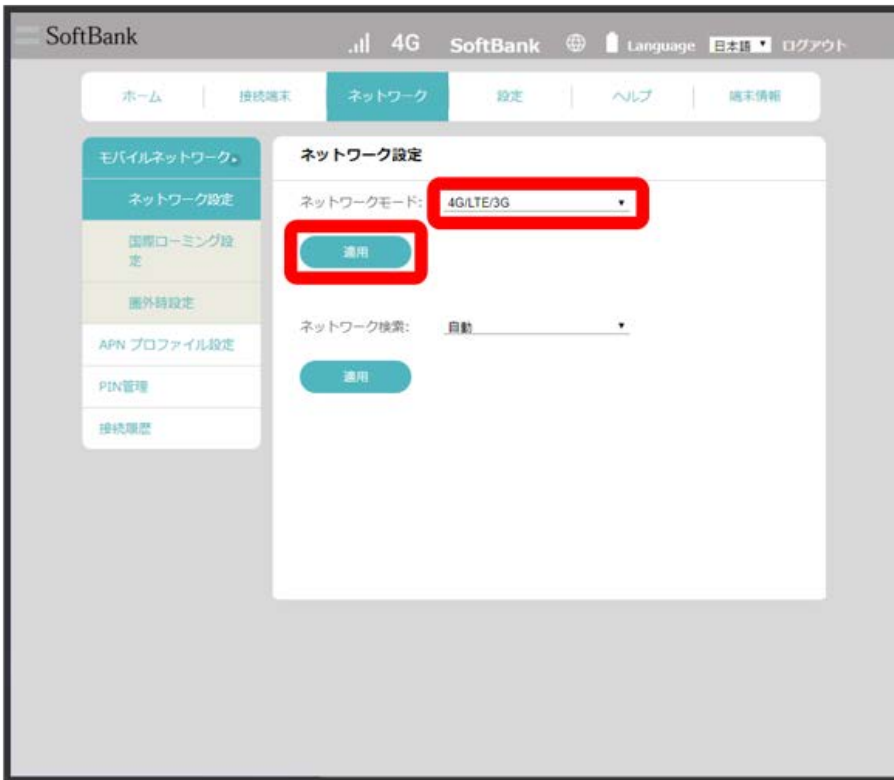 SoftBank
4G SoftBank Language 日本語 ログアウト
ホーム 接続端末 ネットワーク 設定 ヘルプ 端末情報
モバイルネットワーク
ネットワーク設定
国際ローミング設
定
圏外時設定
APN プロファイル設定
PIN管理
接続履歴
ネットワーク設定
ネットワークモード: 4G/LTE/3G
適用
ネットワーク検索: 自動
適用